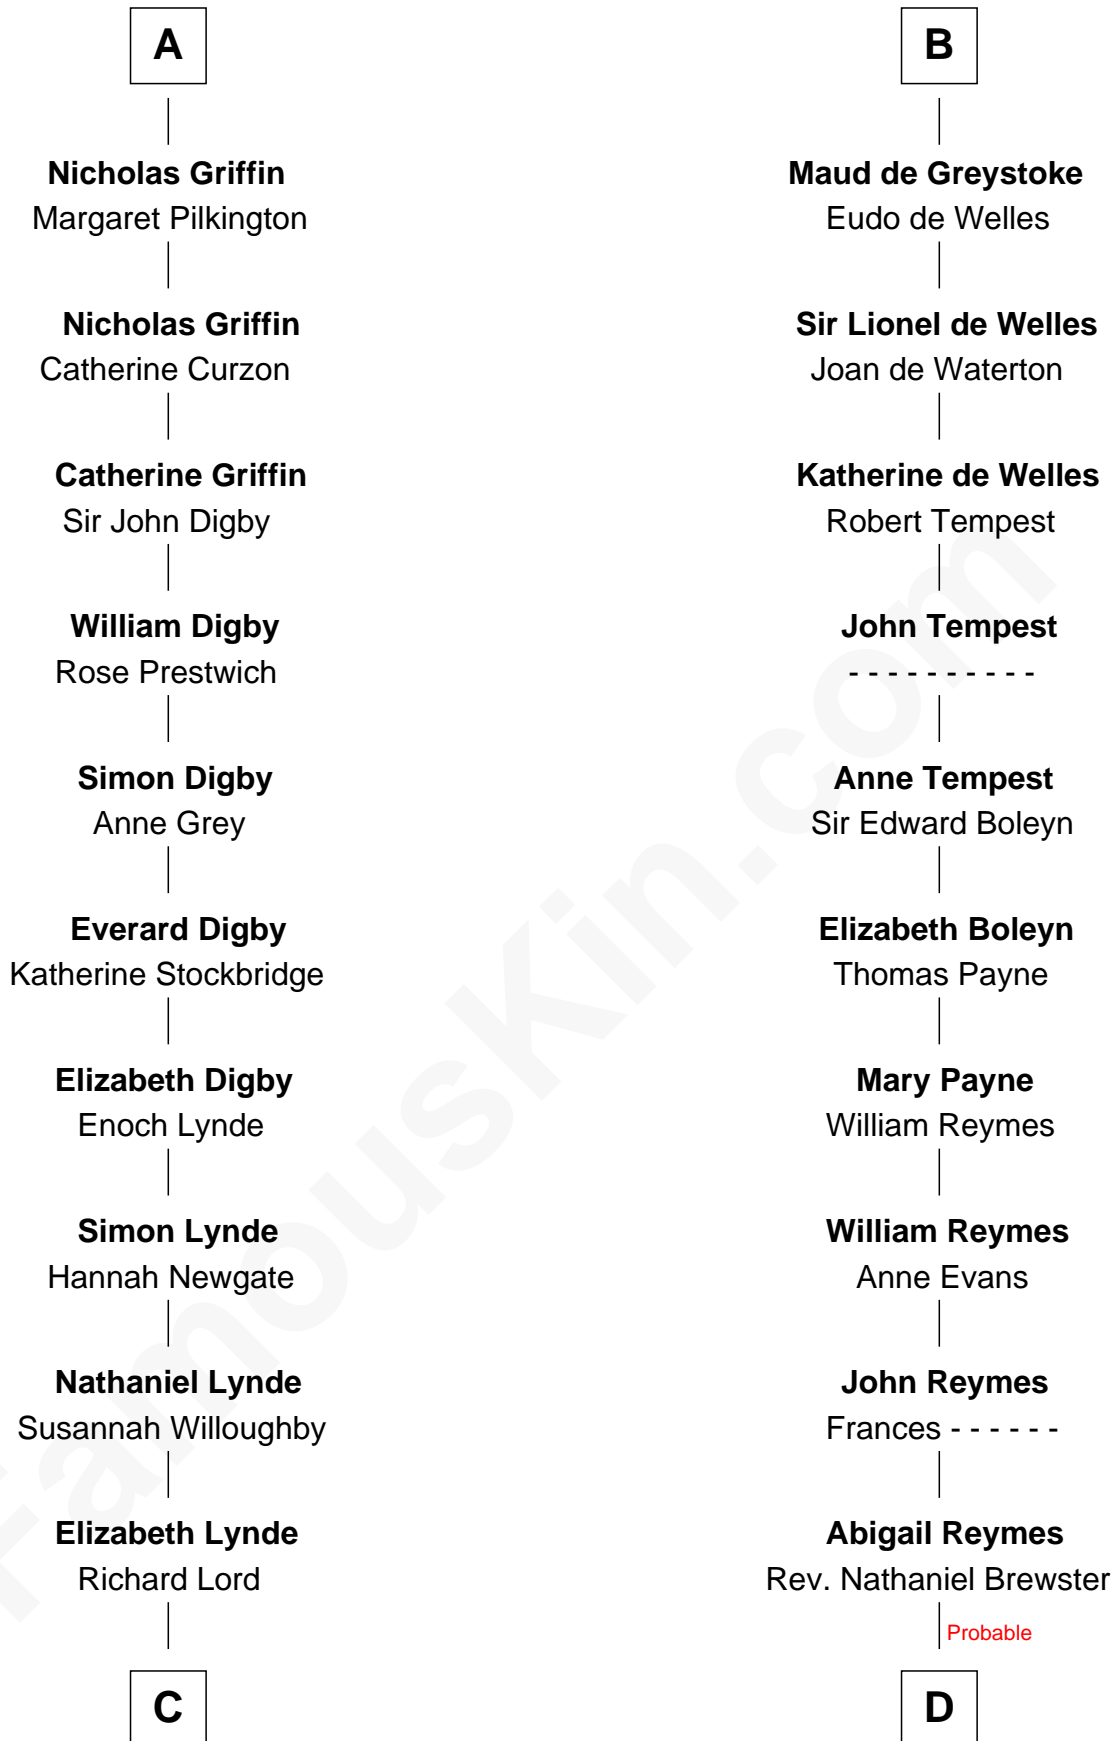 A
Nicholas Griffin
Margaret Pilkington
Nicholas Griffin
Catherine Curzon
Catherine Griffin
Sir John Digby
William Digby
Rose Prestwich
Simon Digby
Anne Grey
Everard Digby
Katherine Stockbridge
Elizabeth Digby
Enoch Lynde
Simon Lynde
Hannah Newgate
Nathaniel Lynde
Susannah Willoughby
Elizabeth Lynde
Richard Lord
C
B
Maud de Greystoke
Eudo de Welles
Sir Lionel de Welles
Joan de Waterton
Katherine de Welles
Robert Tempest
John Tempest
- - - - - - - - - -
Anne Tempest
Sir Edward Boleyn
Elizabeth Boleyn
Thomas Payne
Mary Payne
William Reymes
William Reymes
Anne Evans
John Reymes
Frances - - - - - -
Abigail Reymes
Rev. Nathaniel Brewster
Probable
D
FamousKin.com